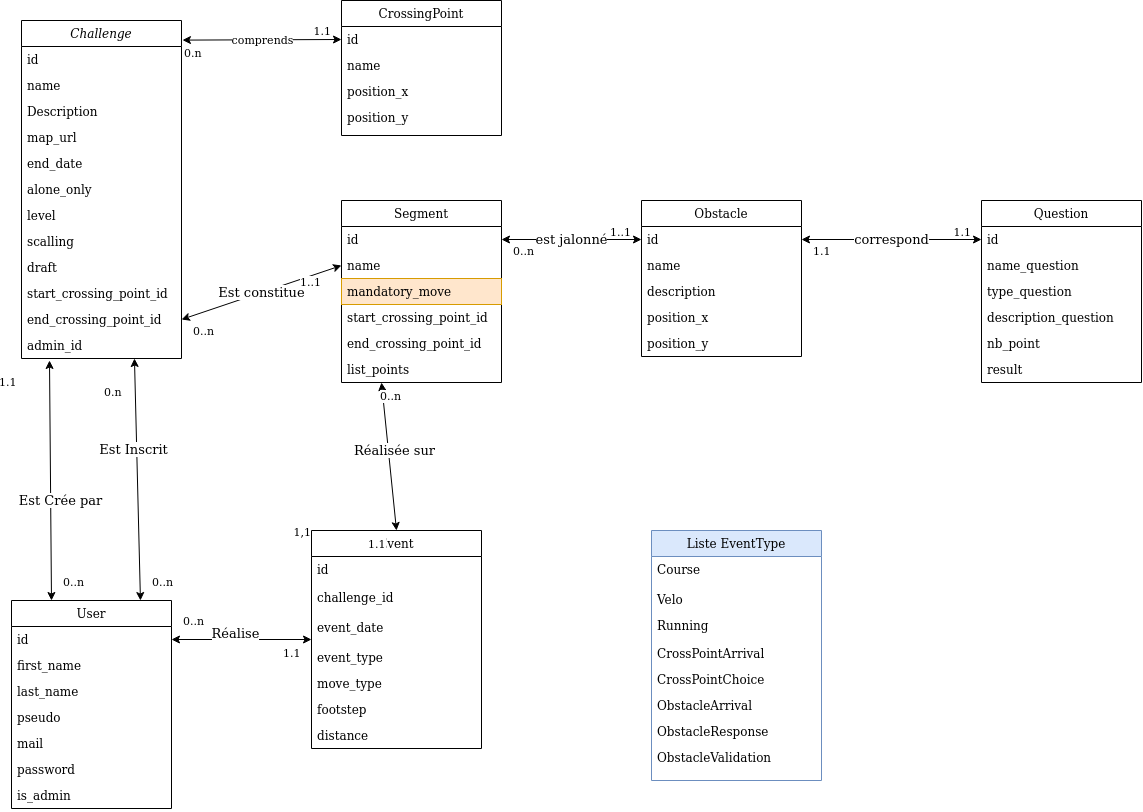 CrossingPoint
id
name
position_x
position_y
Challenge
id
name
Description
map_url
end_date
alone_only
level
scalling
draft
start_crossing_point_id
end_crossing_point_id
admin_id
comprends
1.1
0.n
Segment
id
name
mandatory_move
start_crossing_point_id
end_crossing_point_id
list_points
est jalonné
1..1
0..n
Obstacle
id
name
description
position_x
position_y
correspond
1.1
1.1
Question
id
name_question
type_question
description_question
nb_point
result
Est constitue
1..1
0..n
1.1
Est Crée par
0..n
0.n
Est Inscrit
0..n
0..n
Réalisée sur
1,1
1.1
vent
id
challenge_id
event_date
event_type
move_type
footstep
distance
Liste EventType
Course
Velo
Running
CrossPointArrival
CrossPointChoice
ObstacleArrival
ObstacleResponse
ObstacleValidation
User
id
first_name
last_name
pseudo
mail
password
is_admin
0..n
Réalise
1.1